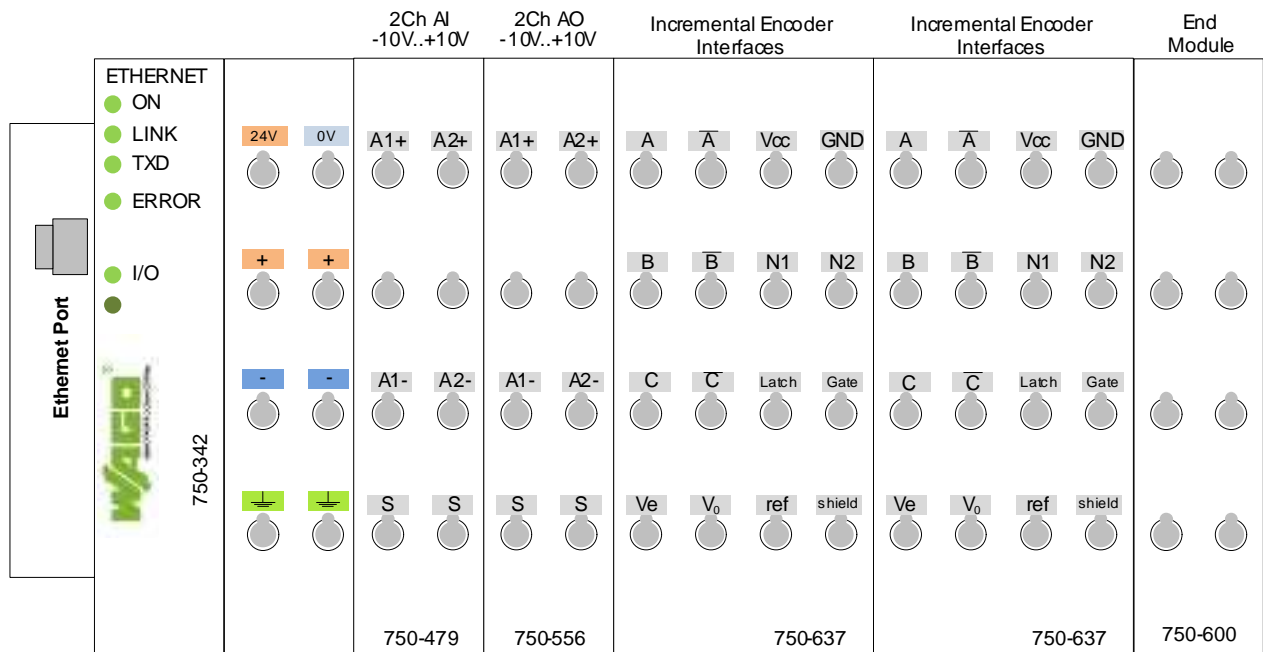 2Ch AI
-10V..+10V
2Ch AO
-10V..+10V
Incremental Encoder
Interfaces
Incremental Encoder
Interfaces
End
Module
ETHERNET
ON
LINK
TXD
ERROR
I/O
Ethernet Port
WAGO
750-342
24V 0V
+ +
- -
A1+ A2+ A1+ A2+ A A̅ Vcc GND A A̅ Vcc GND
B B̅ N1 N2 B B̅ N1 N2
A1- A2- A1- A2- C C̅ Latch Gate C C̅ Latch Gate
S S S S Ve V₀ ref shield Ve V₀ ref shield
750-479 750-556 750-637 750-637 750-600